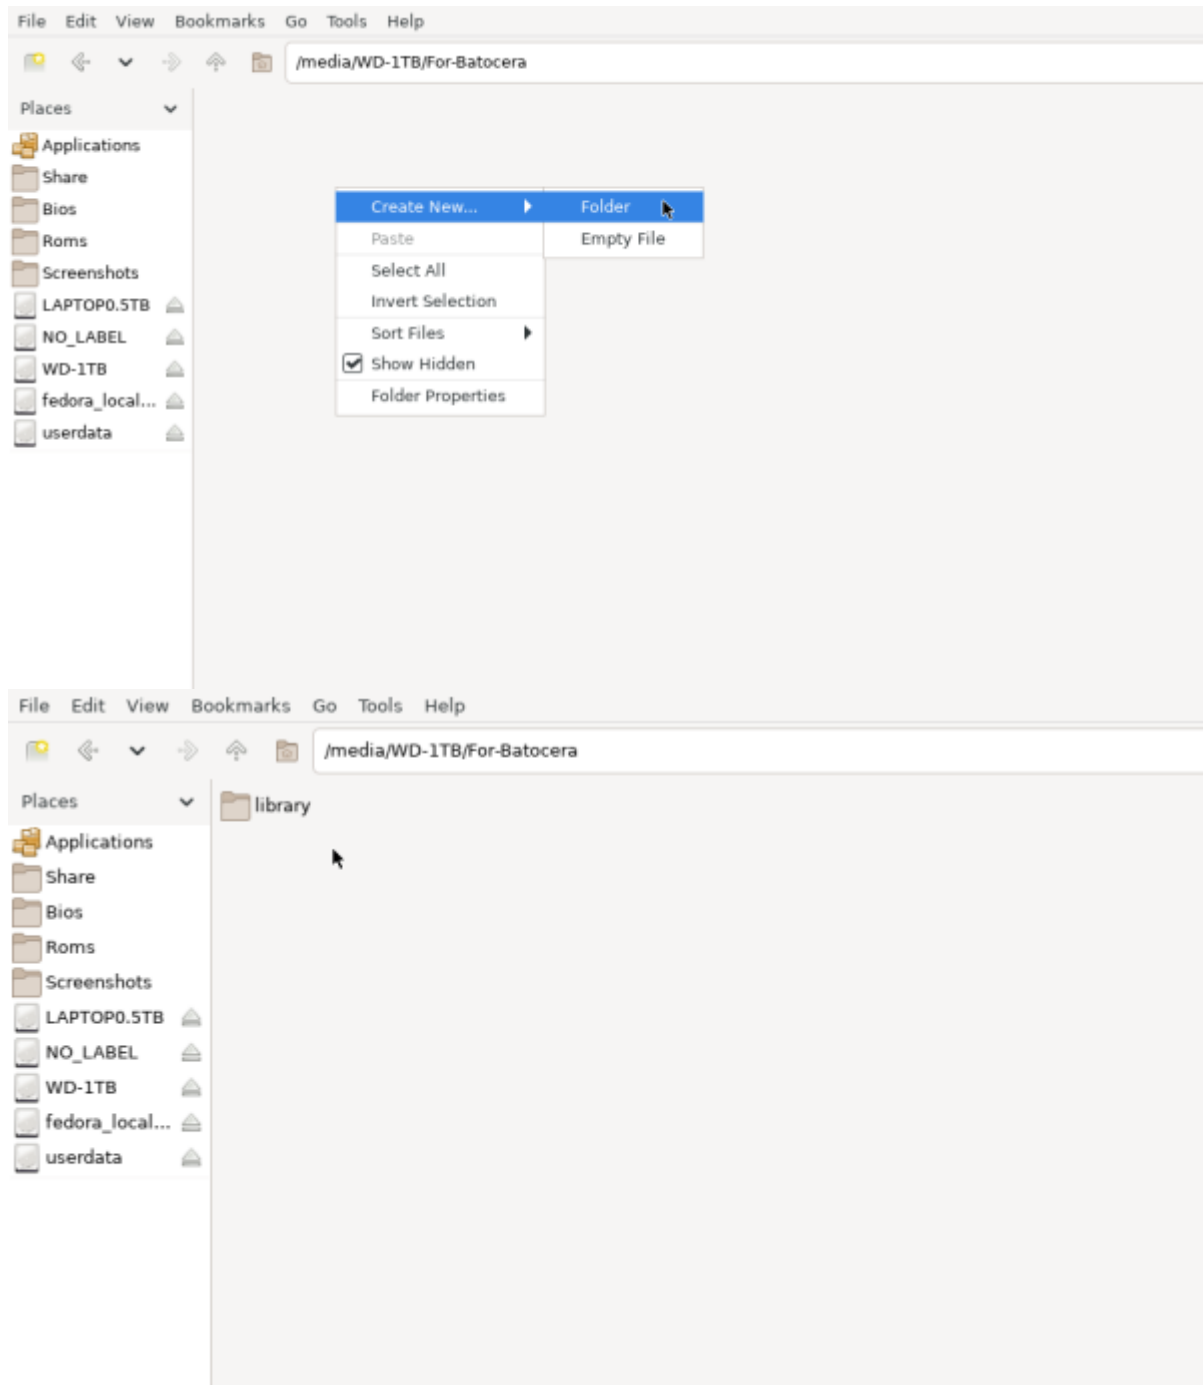 File Edit View Bookmarks Go Tools Help
/media/WD-1TB/For-Batocera
Places
Applications
Share
Bios
Roms
Screenshots
LAPTOP0.5TB
NO_LABEL
WD-1TB
fedora_local...
userdata
Create New...
Paste
Select All
Invert Selection
Sort Files
Show Hidden
Folder Properties
Folder
Empty File
File Edit View Bookmarks Go Tools Help
/media/WD-1TB/For-Batocera
Places
Applications
Share
Bios
Roms
Screenshots
LAPTOP0.5TB
NO_LABEL
WD-1TB
fedora_local...
userdata
library